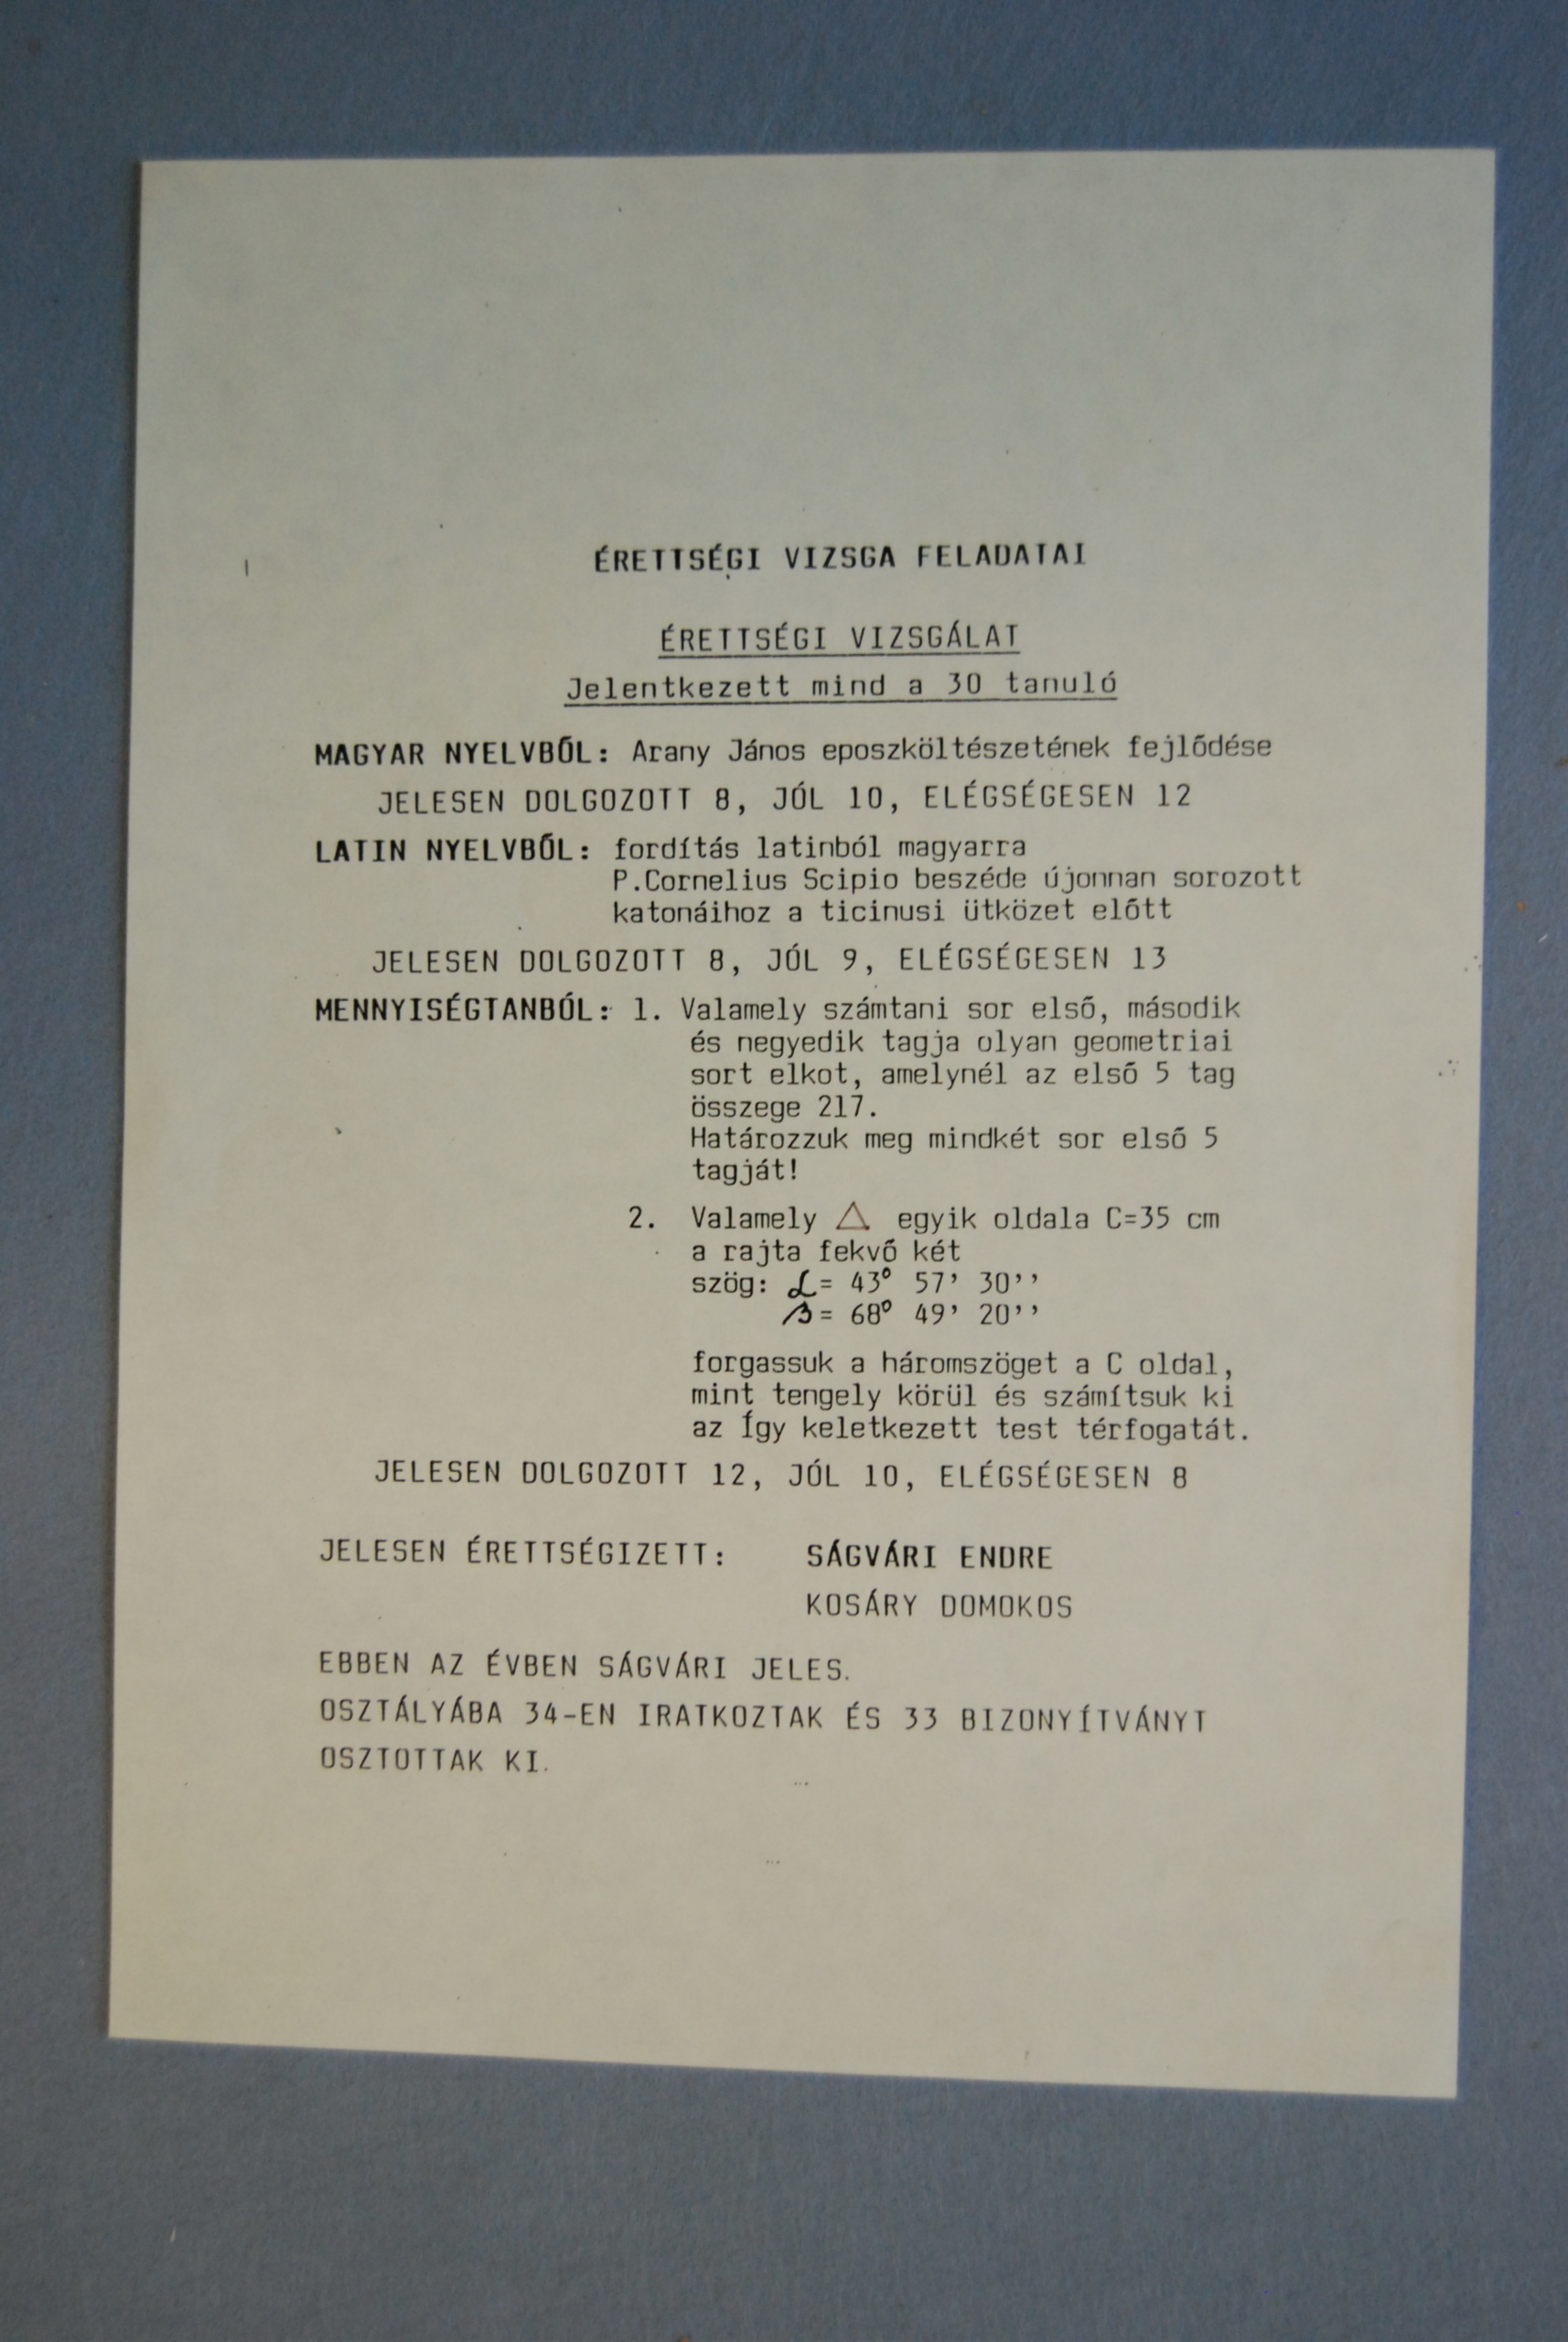 ÉRETTSÉGI VIZSGA FELADATAI
ÉRETTSÉGI VIZSGÁLAT
Jelentkezett mind a 30 tanuló
MAGYAR NYELVBŐL: Arany János eposzköltészetének fejlődése
JELESEN DOLGOZOTT 8, JÓL 10, ELÉGSÉGESEN 12
LATIN NYELVBŐL: fordítás latinból magyarra
P.Cornelius Scipio beszéde újonnan sorozott
katonáihoz a ticinusi ütközet előtt
JELESEN DOLGOZOTT 8, JÓL 9, ELÉGSÉGESEN 13
MENNYISÉGTANBÓL: 1. Valamely számtani sor első, második
és negyedik tagja olyan geometriai
sort elkot, amelynél az első 5 tag
összege 217.
Határozzuk meg mindkét sor első 5
tagját!
2. Valamely △ egyik oldala C=35 cm
a rajta fekvő két
szög: α= 43° 57' 30''
β= 68° 49' 20''
forgassuk a háromszöget a C oldal,
mint tengely körül és számítsuk ki
az Így keletkezett test térfogatát.
JELESEN DOLGOZOTT 12, JÓL 10, ELÉGSÉGESEN 8
JELESEN ÉRETTSÉGIZETT: SÁGVÁRI ENDRE
KOSÁRY DOMOKOS
EBBEN AZ ÉVBEN SÁGVÁRI JELES.
OSZTÁLYÁBA 34-EN IRATKOZTAK ÉS 33 BIZONYÍTVÁNYT
OSZTOTTAK KI.